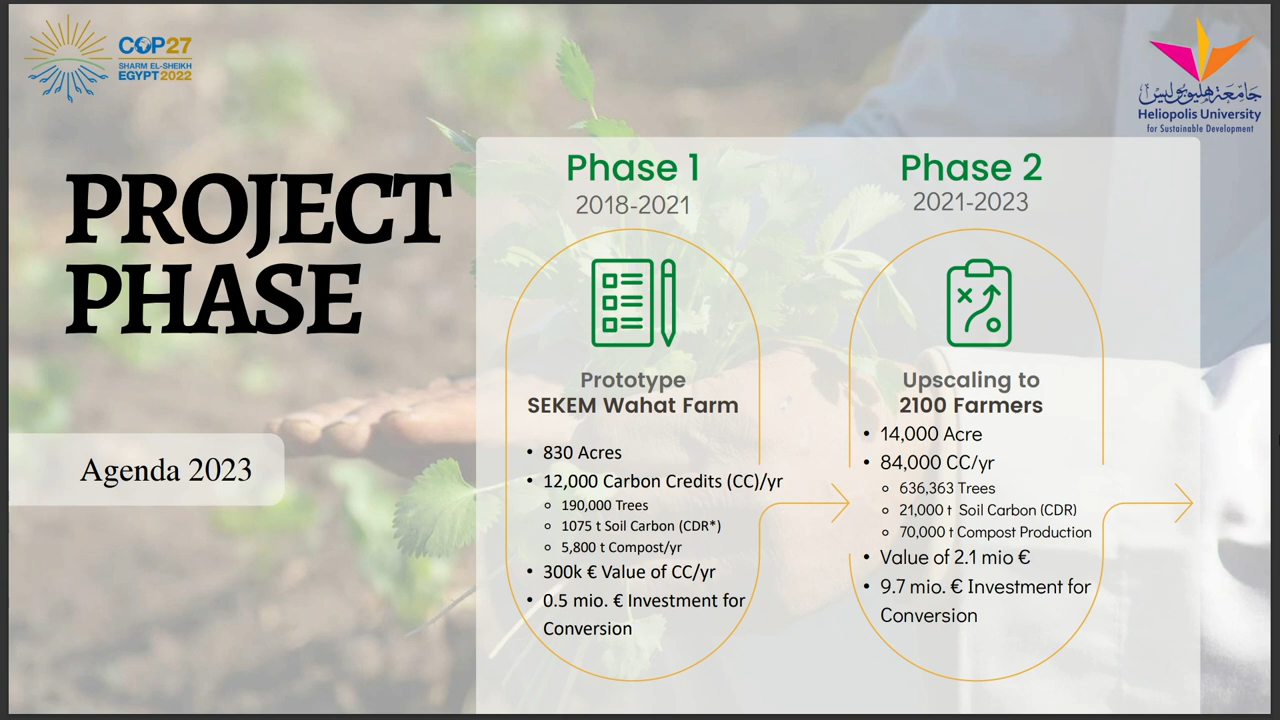 COP27
SHARM EL-SHEIKH
EGYPT 2022
جامعة هليوبوليس
Heliopolis University
for Sustainable Development
PROJECT
PHASE
Agenda 2023
Phase 1
2018-2021
Prototype
SEKEM Wahat Farm
• 830 Acres
• 12,000 Carbon Credits (CC)/yr
○ 190,000 Trees
○ 1075 t Soil Carbon (CDR*)
○ 5,800 t Compost/yr
• 300k € Value of CC/yr
• 0.5 mio. € Investment for
Conversion
Phase 2
2021-2023
Upscaling to
2100 Farmers
• 14,000 Acre
• 84,000 CC/yr
○ 636,363 Trees
○ 21,000 t Soil Carbon (CDR)
○ 70,000 t Compost Production
• Value of 2.1 mio €
• 9.7 mio. € Investment for
Conversion